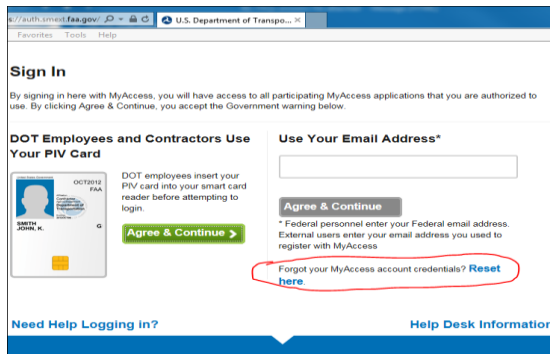 s://auth.smext.faa.gov/
U.S. Department of Transpo...
Favorites Tools Help
Sign In
By signing in here with MyAccess, you will have access to all participating MyAccess applications that you are authorized to
use. By clicking Agree & Continue, you accept the Government warning below.
DOT Employees and Contractors Use
Your PIV Card
OCT2012
FAA
SMITH
JOHN, K.
G
DOT employees insert your
PIV card into your smart card
reader before attempting to
login.
Agree & Continue
Use Your Email Address*
Agree & Continue
* Federal personnel enter your Federal email address.
External users enter your email address you used to
register with MyAccess
Forgot your MyAccess account credentials? Reset
here.
Need Help Logging in?
Help Desk Information